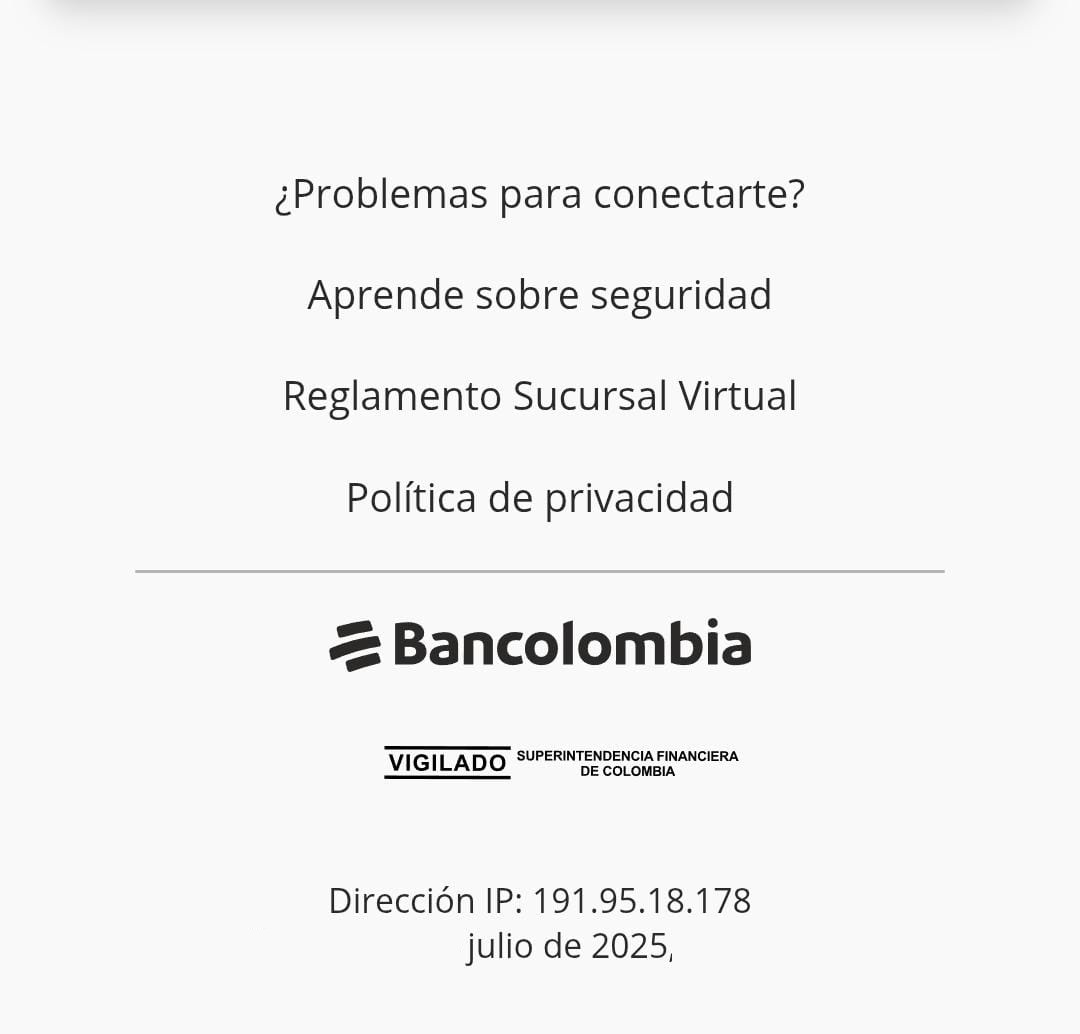 ¿Problemas para conectarte?
Aprende sobre seguridad
Reglamento Sucursal Virtual
Política de privacidad
Bancolombia
VIGILADO SUPERINTENDENCIA FINANCIERA
DE COLOMBIA
Dirección IP: 191.95.18.178
julio de 2025,